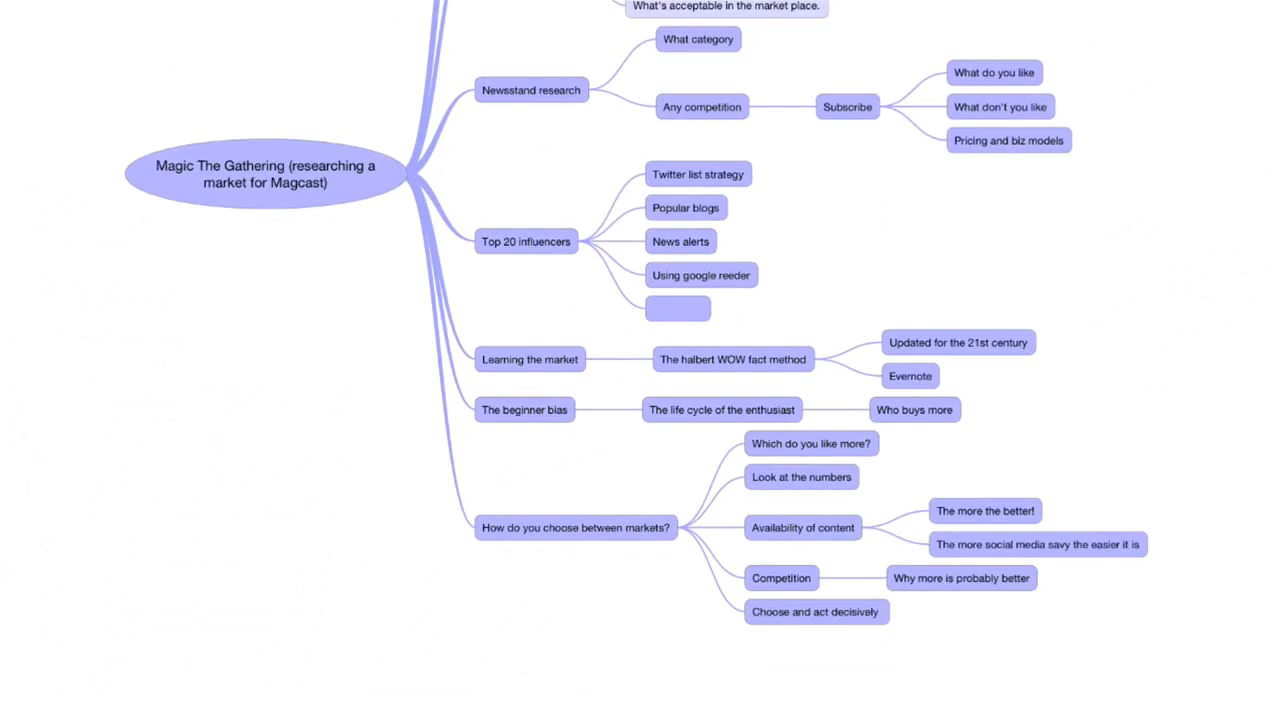 What's acceptable in the market place.
What category
Newsstand research
Any competition
Subscribe
What do you like
What don't you like
Pricing and biz models
Magic The Gathering (researching a
market for Magcast)
Twitter list strategy
Popular blogs
Top 20 influencers
News alerts
Using google reeder
Learning the market
The halbert WOW fact method
Updated for the 21st century
Evernote
The beginner bias
The life cycle of the enthusiast
Who buys more
Which do you like more?
Look at the numbers
How do you choose between markets?
Availability of content
The more the better!
The more social media savy the easier it is
Competition
Why more is probably better
Choose and act decisively